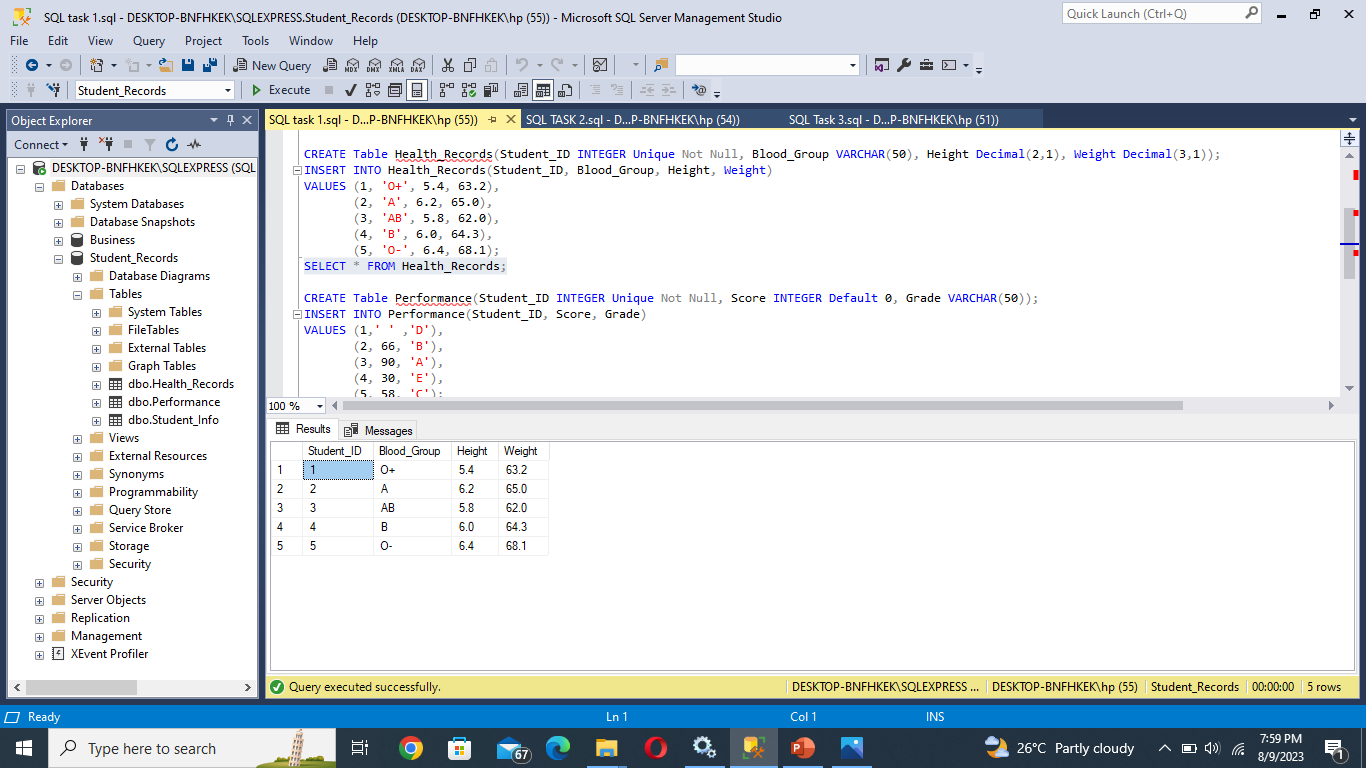 SQL task 1.sql - DESKTOP-BNFHKEK\SQLEXPRESS.Student_Records (DESKTOP-BNFHKEK\hp (55)) - Microsoft SQL Server Management Studio
Quick Launch (Ctrl+Q)
File Edit View Query Project Tools Window Help
New Query MDX DMX XMLA DAX
Student_Records Execute
Object Explorer
SQL task 1.sql - D...P-BNFHKEK\hp (55)) SQL TASK 2.sql - D...P-BNFHKEK\hp (54)) SQL Task 3.sql - D...P-BNFHKEK\hp (51))
Connect
DESKTOP-BNFHKEK\SQLEXPRESS (SQL
Databases
System Databases
Database Snapshots
Business
Student_Records
Database Diagrams
Tables
System Tables
FileTables
External Tables
Graph Tables
dbo.Health_Records
dbo.Performance
dbo.Student_Info
Views
External Resources
Synonyms
Programmability
Query Store
Service Broker
Storage
Security
Security
Server Objects
Replication
Management
XEvent Profiler
CREATE Table Health_Records(Student_ID INTEGER Unique Not Null, Blood_Group VARCHAR(50), Height Decimal(2,1), Weight Decimal(3,1));
INSERT INTO Health_Records(Student_ID, Blood_Group, Height, Weight)
VALUES (1, 'O+', 5.4, 63.2),
(2, 'A', 6.2, 65.0),
(3, 'AB', 5.8, 62.0),
(4, 'B', 6.0, 64.3),
(5, 'O-', 6.4, 68.1);
SELECT * FROM Health_Records;
CREATE Table Performance(Student_ID INTEGER Unique Not Null, Score INTEGER Default 0, Grade VARCHAR(50));
INSERT INTO Performance(Student_ID, Score, Grade)
VALUES (1,' ' ,'D'),
(2, 66, 'B'),
(3, 90, 'A'),
(4, 30, 'E'),
(5, 58, 'C');
100 %
Results Messages
Student_ID Blood_Group Height Weight
1 1 O+ 5.4 63.2
2 2 A 6.2 65.0
3 3 AB 5.8 62.0
4 4 B 6.0 64.3
5 5 O- 6.4 68.1
Query executed successfully. DESKTOP-BNFHKEK\SQLEXPRESS ... DESKTOP-BNFHKEK\hp (55) Student_Records 00:00:00 5 rows
Ready Ln 1 Col 1 INS
Type here to search 67 26°C Partly cloudy 7:59 PM
8/9/2023 1